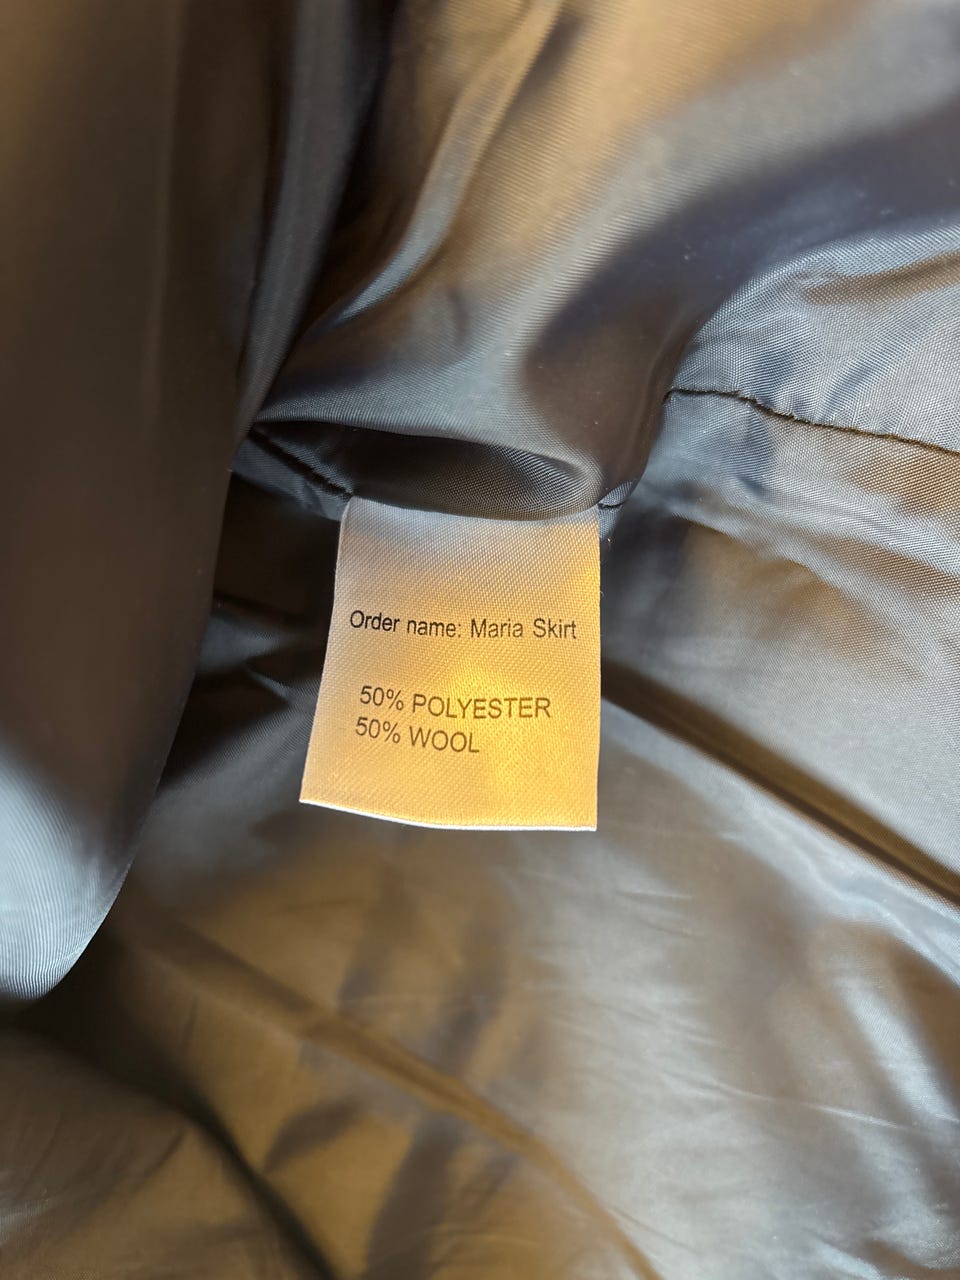 Order name: Maria Skirt
50% POLYESTER
50% WOOL